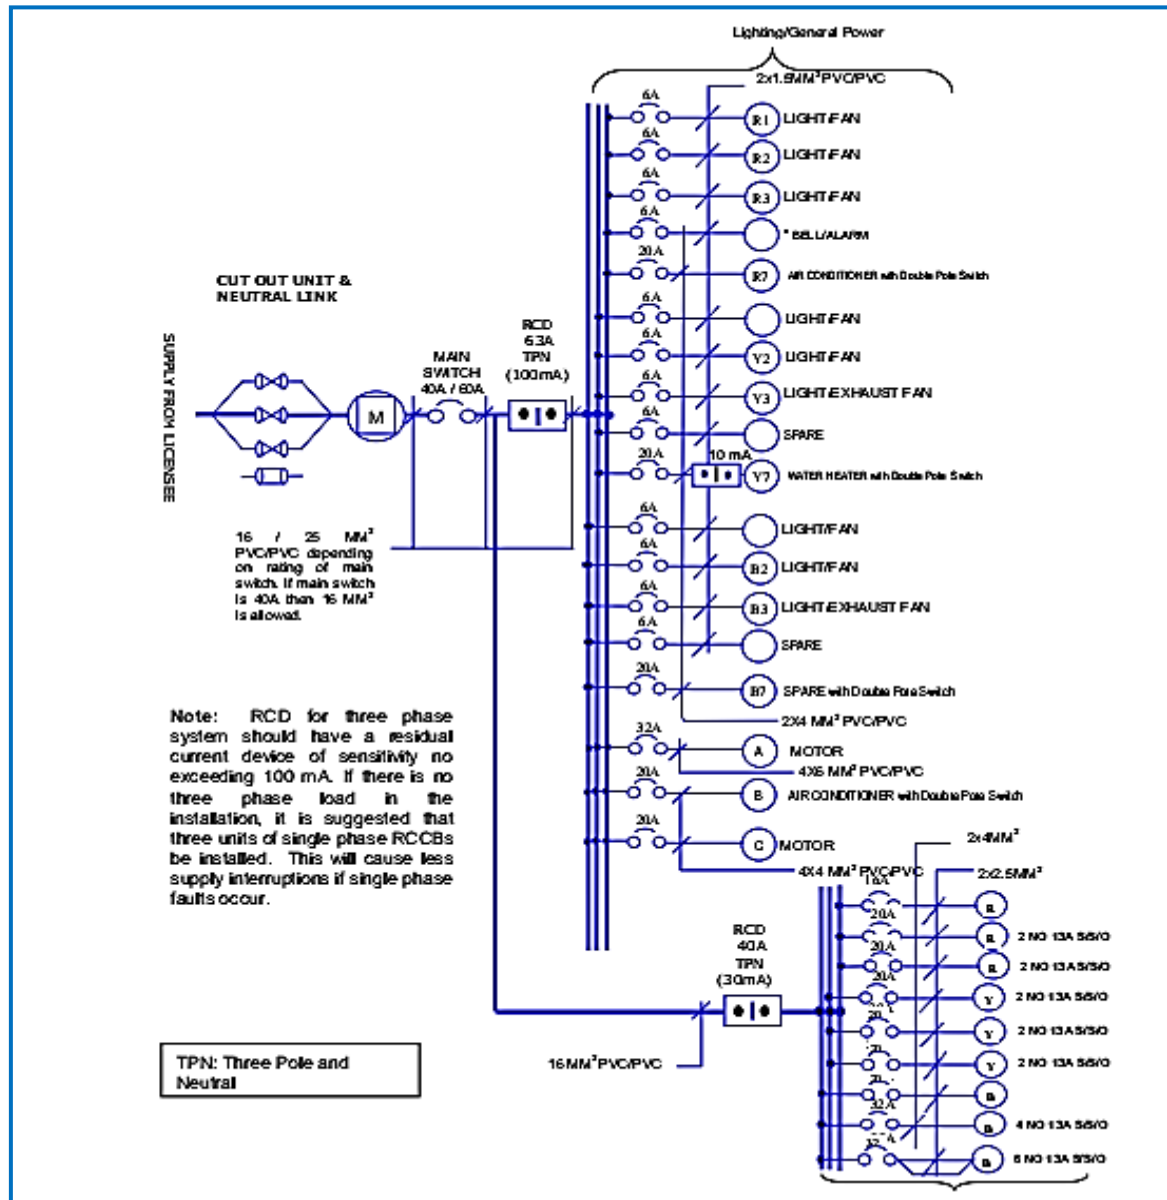 Lighting/General Power
2x1.5MM² PVC/PVC
6A
R1 LIGHT/FAN
6A
R2 LIGHT/FAN
6A
R3 LIGHT/FAN
6A
* BELL/ALARM
20A
R7 AIR CONDITIONER with Double Pole Switch
6A
LIGHT/FAN
6A
Y2 LIGHT/FAN
6A
Y3 LIGHT/EXHAUST FAN
6A
SPARE
20A
10 mA
Y7 WATER HEATER with Double Pole Switch
6A
LIGHT/FAN
6A
B2 LIGHT/FAN
6A
B3 LIGHT/EXHAUST FAN
6A
SPARE
20A
B7 SPARE with Double Pole Switch
2X4 MM² PVC/PVC
32A
A MOTOR
4X6 MM² PVC/PVC
20A
B AIR CONDITIONER with Double Pole Switch
20A
C MOTOR
4X4 MM² PVC/PVC
CUT OUT UNIT &
NEUTRAL LINK
SUPPLY FROM LICENSEE
M
MAIN
SWITCH
40A / 60A
RCD
63A
TPN
(100mA)
16 / 25 MM²
PVC/PVC depending
on rating of main
switch. If main switch
is 40A then 16 MM²
is allowed.
Note: RCD for three phase
system should have a residual
current device of sensitivity no
exceeding 100 mA. If there is no
three phase load in the
installation, it is suggested that
three units of single phase RCCBs
be installed. This will cause less
supply interruptions if single phase
faults occur.
TPN: Three Pole and
Neutral
16 MM² PVC/PVC
RCD
40A
TPN
(30mA)
2x4MM²
2x2.5MM²
16A
R
20A
R 2 NO 13A S/S/O
20A
R 2 NO 13A S/S/O
20A
Y 2 NO 13A S/S/O
Y 2 NO 13A S/S/O
Y 2 NO 13A S/S/O
B
32A
B 4 NO 13A S/S/O
B 6 NO 13A S/S/O